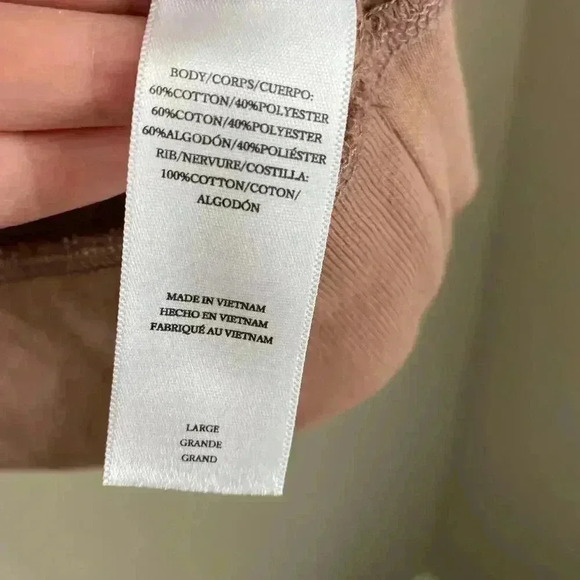 BODY/CORPS/CUERPO:
60%COTTON/40%POLYESTER
60%COTON/40%POLYESTER
60%ALGODÓN/40%POLIÉSTER
RIB/NERVURE/COSTILLA:
100%COTTON/COTON/
ALGODÓN
MADE IN VIETNAM
HECHO EN VIETNAM
FABRIQUÉ AU VIETNAM
LARGE
GRANDE
GRAND